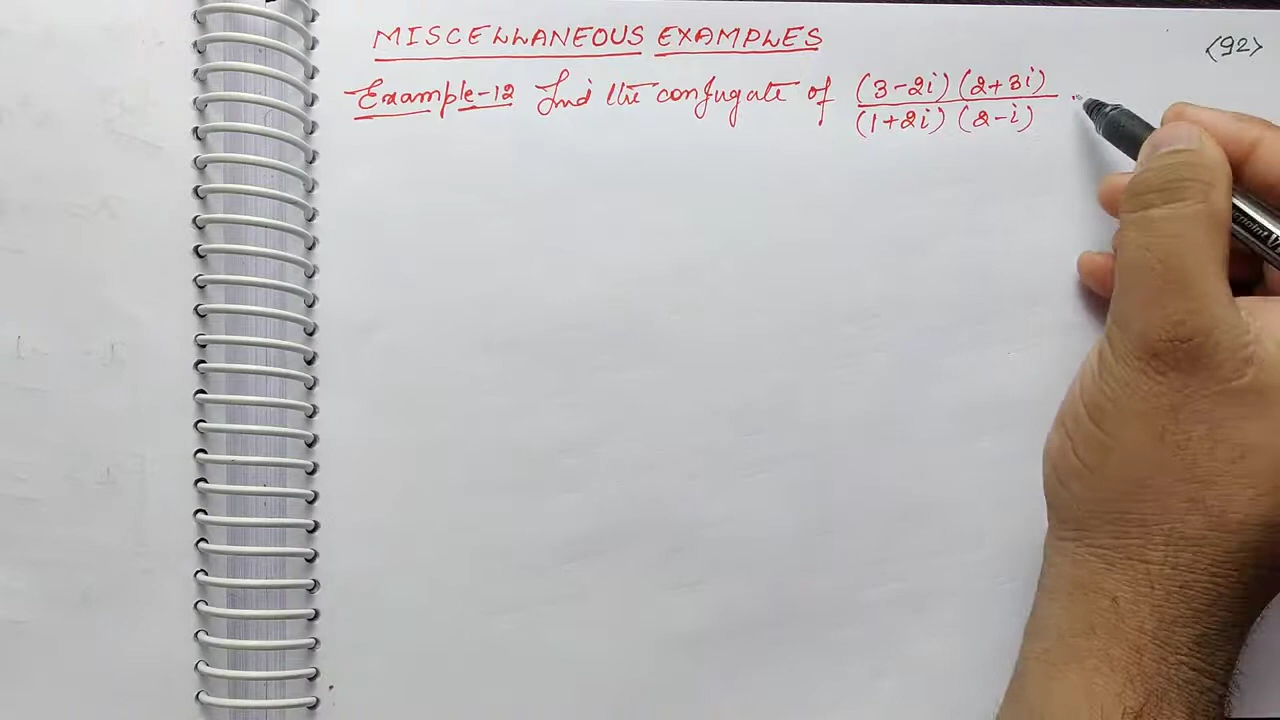 MISCELLANEOUS EXAMPLES
<92>
Example-12 Find the conjugate of (3-2i)(2+3i)
(1+2i)(2-i)